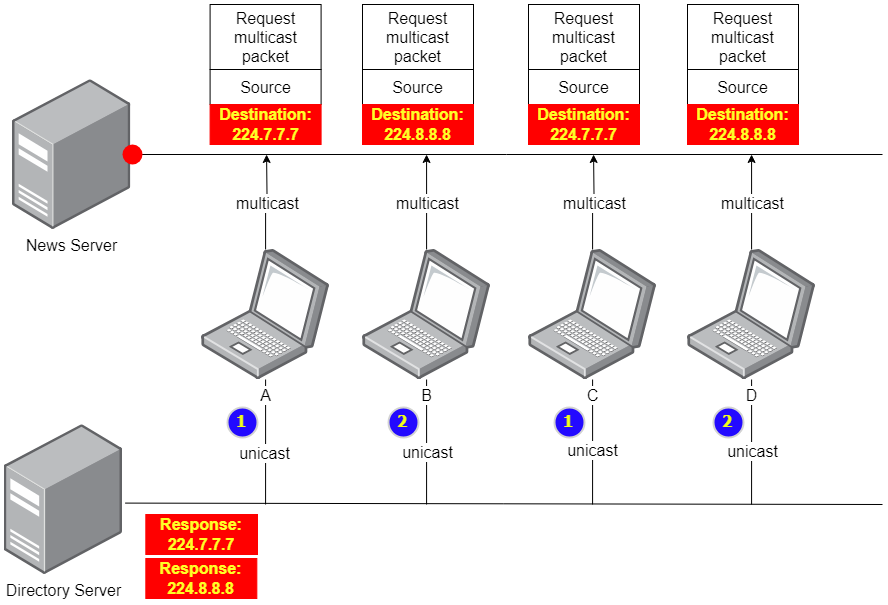 Request
multicast
packet
Source
Destination:
224.7.7.7
Request
multicast
packet
Source
Destination:
224.8.8.8
Request
multicast
packet
Source
Destination:
224.7.7.7
Request
multicast
packet
Source
Destination:
224.8.8.8
multicast
multicast
multicast
multicast
News Server
A
B
C
D
1
2
1
2
unicast
unicast
unicast
unicast
Response:
224.7.7.7
Response:
224.8.8.8
Directory Server